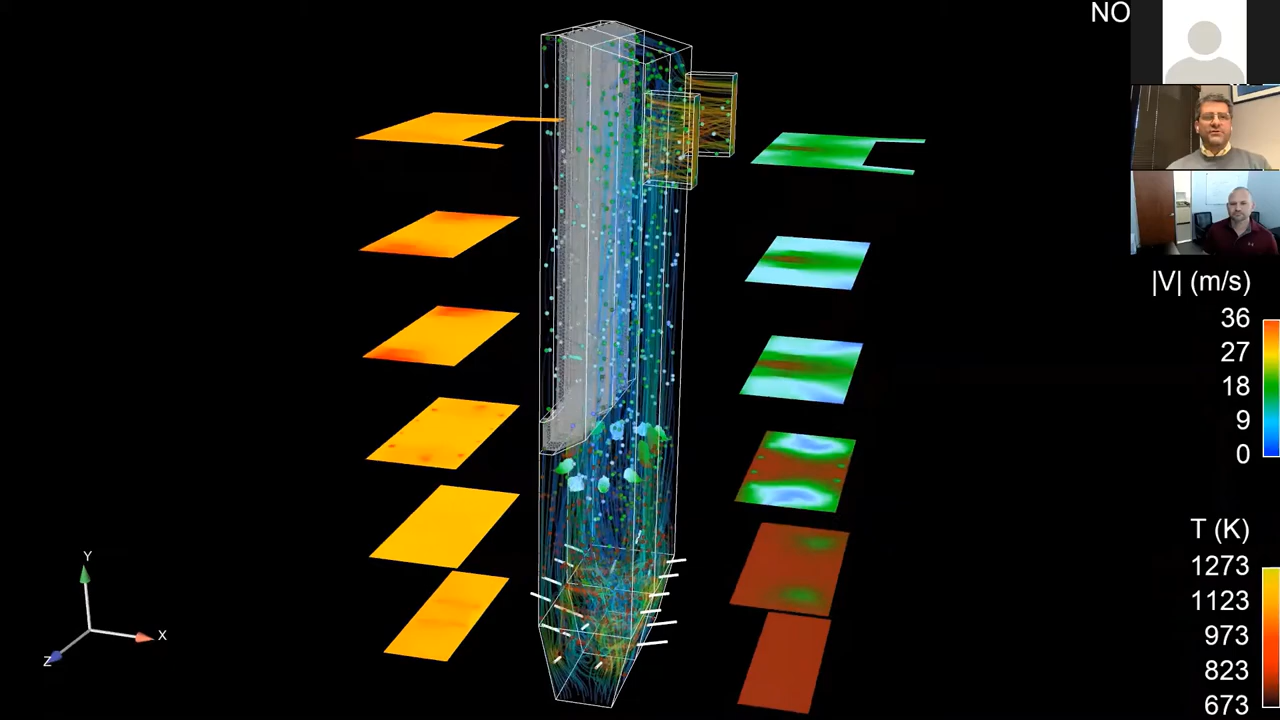 NO
|V| (m/s)
36
27
18
9
0
T (K)
1273
1123
973
823
673
Y
X
Z